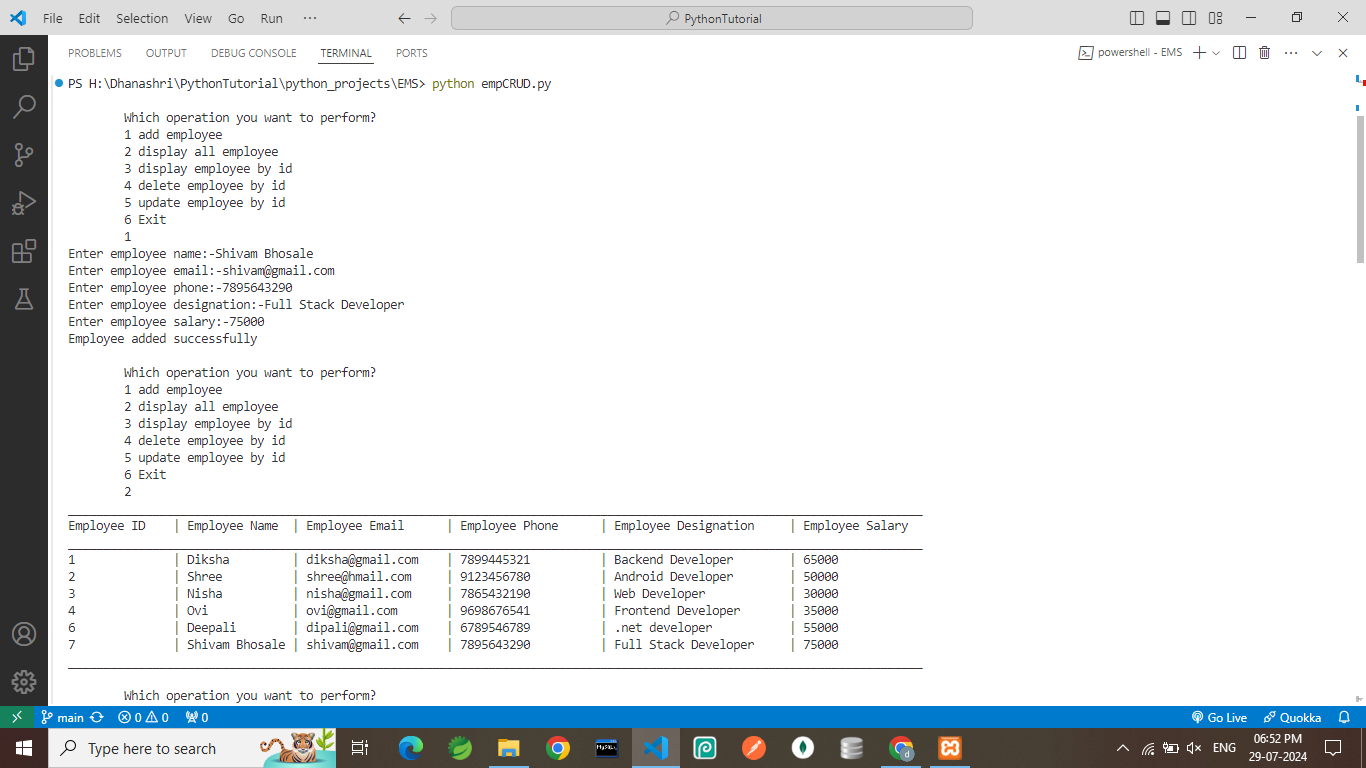 File Edit Selection View Go Run ··· PythonTutorial
PROBLEMS OUTPUT DEBUG CONSOLE TERMINAL PORTS powershell - EMS
PS H:\Dhanashri\PythonTutorial\python_projects\EMS> python empCRUD.py
Which operation you want to perform?
1 add employee
2 display all employee
3 display employee by id
4 delete employee by id
5 update employee by id
6 Exit
1
Enter employee name:-Shivam Bhosale
Enter employee email:-shivam@gmail.com
Enter employee phone:-7895643290
Enter employee designation:-Full Stack Developer
Enter employee salary:-75000
Employee added successfully
Which operation you want to perform?
1 add employee
2 display all employee
3 display employee by id
4 delete employee by id
5 update employee by id
6 Exit
2
Employee ID | Employee Name | Employee Email | Employee Phone | Employee Designation | Employee Salary
1 | Diksha | diksha@gmail.com | 7899445321 | Backend Developer | 65000
2 | Shree | shree@hmail.com | 9123456780 | Android Developer | 50000
3 | Nisha | nisha@gmail.com | 7865432190 | Web Developer | 30000
4 | Ovi | ovi@gmail.com | 9698676541 | Frontend Developer | 35000
6 | Deepali | dipali@gmail.com | 6789546789 | .net developer | 55000
7 | Shivam Bhosale | shivam@gmail.com | 7895643290 | Full Stack Developer | 75000
Which operation you want to perform?
main 0 0 0 Go Live Quokka
Type here to search ENG 06:52 PM
29-07-2024